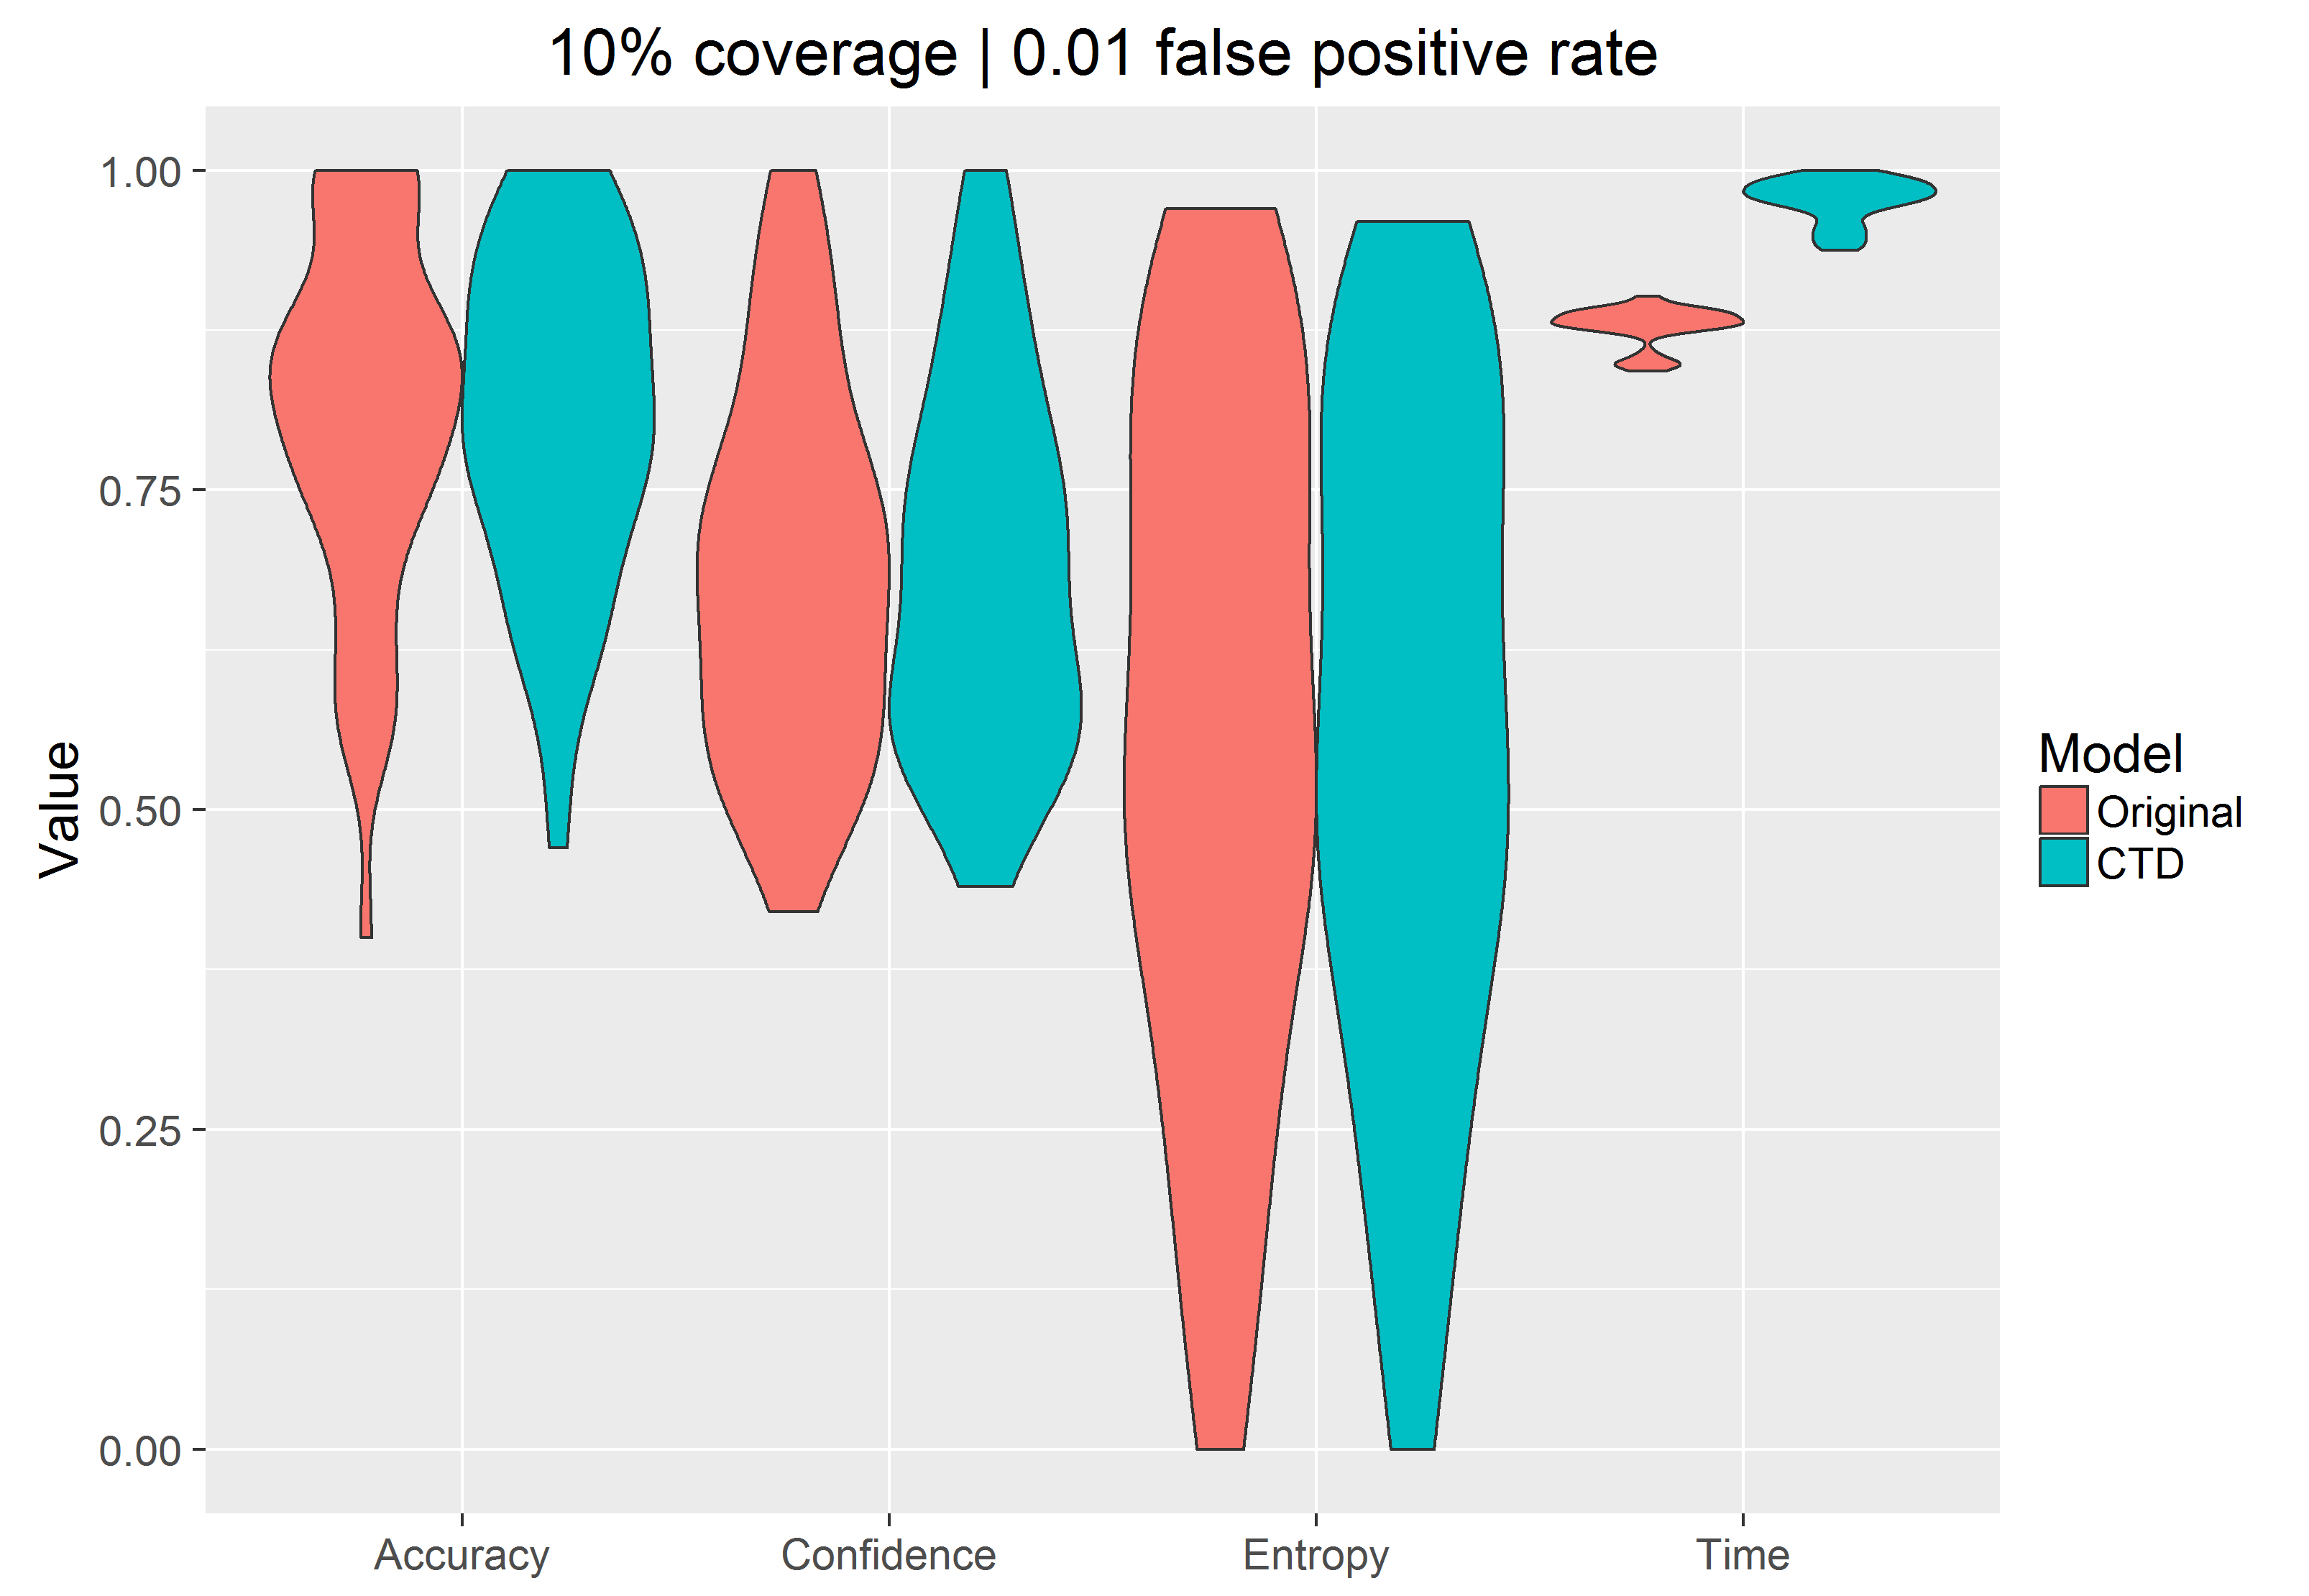 10% coverage | 0.01 false positive rate
1.00
0.75
0.50
0.25
0.00
Value
Accuracy
Confidence
Entropy
Time
Model
Original
CTD